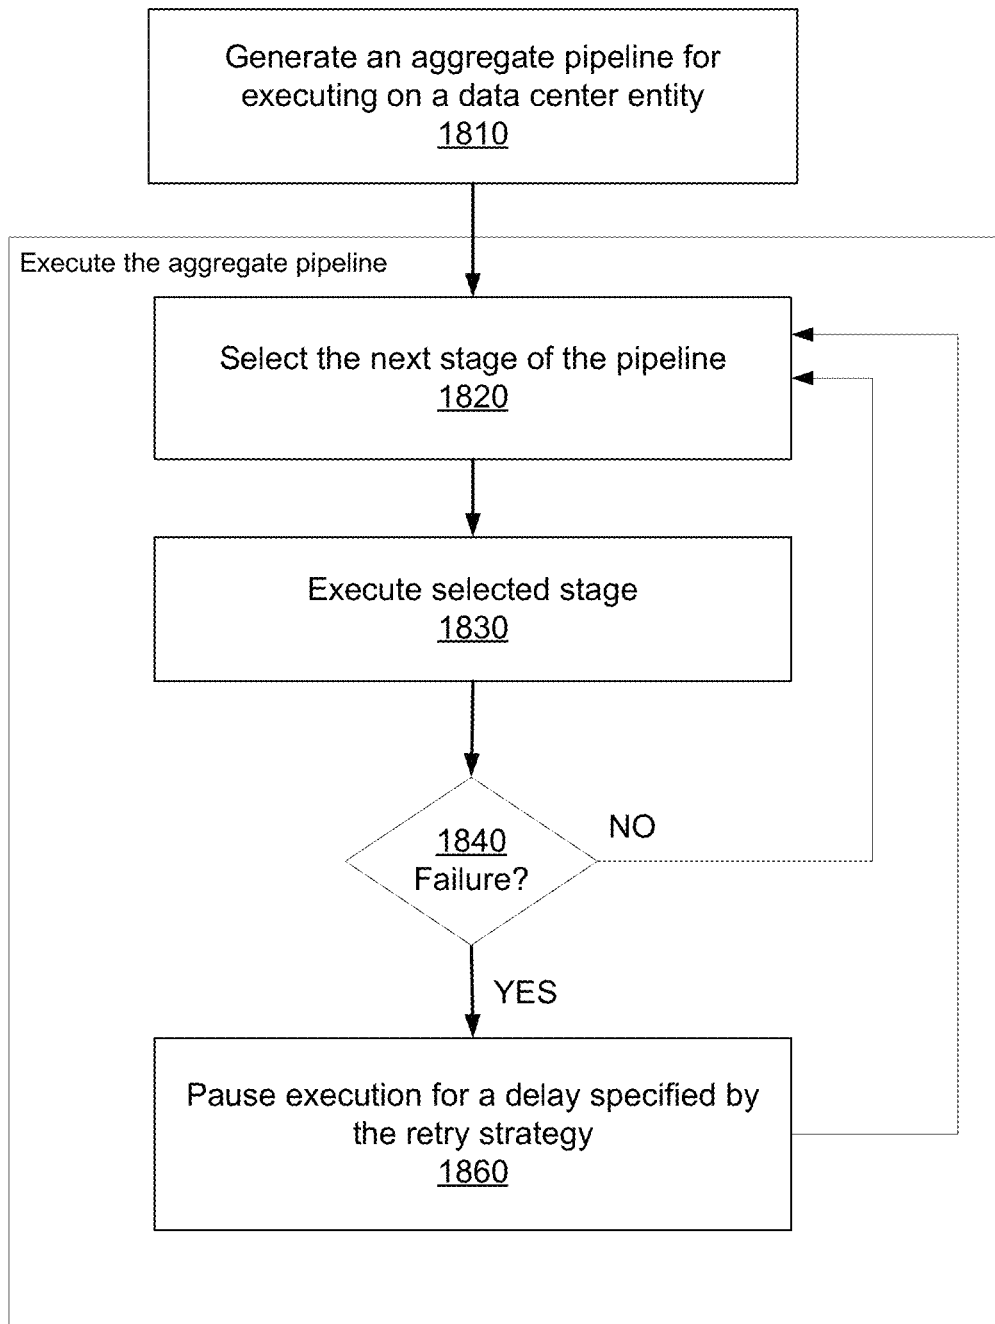 Generate an aggregate pipeline for
executing on a data center entity
1810
Execute the aggregate pipeline
Select the next stage of the pipeline
1820
Execute selected stage
1830
1840
Failure?
NO
YES
Pause execution for a delay specified by
the retry strategy
1860